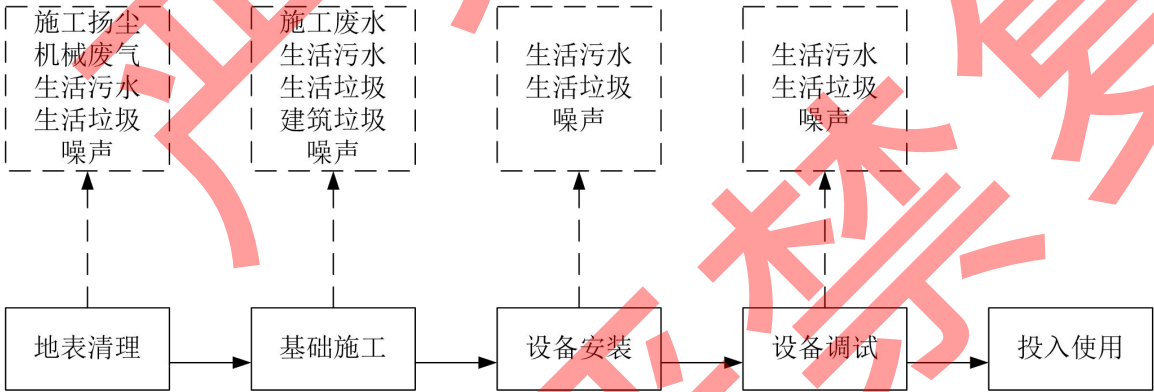 施工扬尘
机械废气
生活污水
生活垃圾
噪声
施工废水
生活污水
生活垃圾
建筑垃圾
噪声
生活污水
生活垃圾
噪声
生活污水
生活垃圾
噪声
地表清理
基础施工
设备安装
设备调试
投入使用